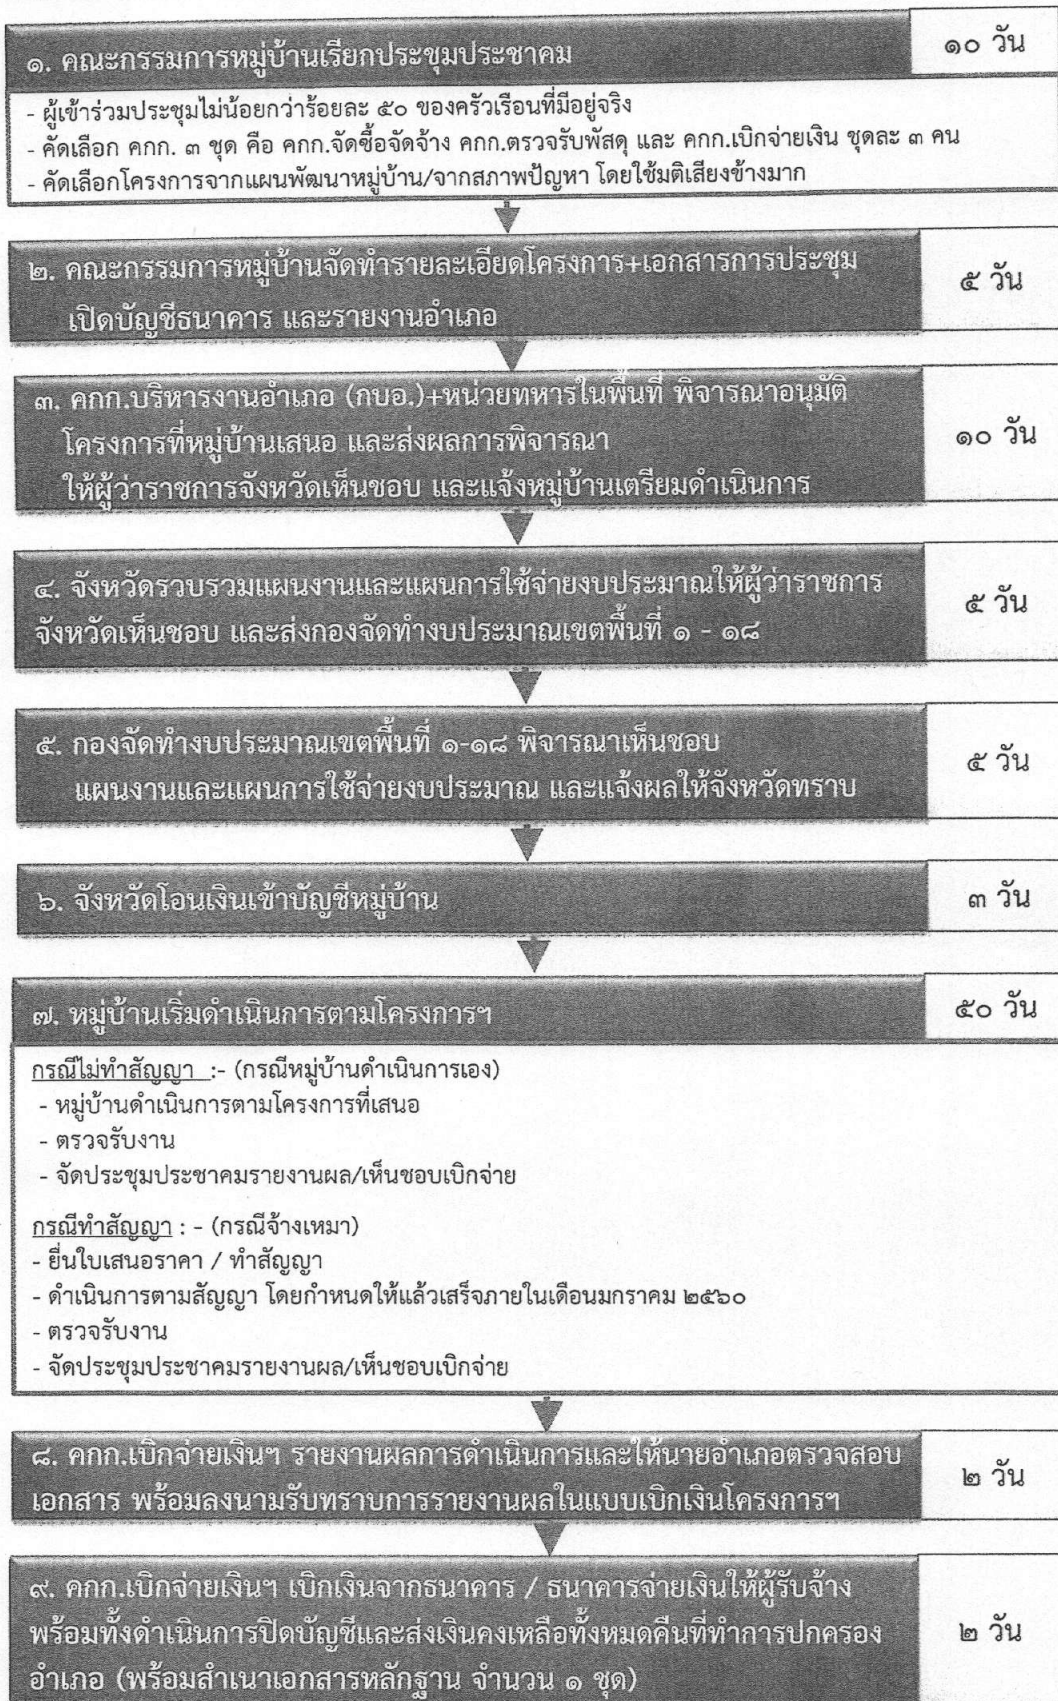 ๑. คณะกรรมการหมู่บ้านเรียกประชุมประชาคม
๑๐ วัน
- ผู้เข้าร่วมประชุมไม่น้อยกว่าร้อยละ ๕๐ ของครัวเรือนที่มีอยู่จริง
- คัดเลือก คกก. ๓ ชุด คือ คกก.จัดซื้อจัดจ้าง คกก.ตรวจรับพัสดุ และ คกก.เบิกจ่ายเงิน ชุดละ ๓ คน
- คัดเลือกโครงการจากแผนพัฒนาหมู่บ้าน/จากสภาพปัญหา โดยใช้มติเสียงข้างมาก
๒. คณะกรรมการหมู่บ้านจัดทำรายละเอียดโครงการ+เอกสารการประชุม
เปิดบัญชีธนาคาร และรายงานอำเภอ
๕ วัน
๓. คกก.บริหารงานอำเภอ (กบอ.)+หน่วยทหารในพื้นที่ พิจารณาอนุมัติ
โครงการที่หมู่บ้านเสนอ และส่งผลการพิจารณา
ให้ผู้ว่าราชการจังหวัดเห็นชอบ และแจ้งหมู่บ้านเตรียมดำเนินการ
๑๐ วัน
๔. จังหวัดรวบรวมแผนงานและแผนการใช้จ่ายงบประมาณให้ผู้ว่าราชการ
จังหวัดเห็นชอบ และส่งกองจัดทำงบประมาณเขตพื้นที่ ๑ - ๑๘
๕ วัน
๕. กองจัดทำงบประมาณเขตพื้นที่ ๑-๑๘ พิจารณาเห็นชอบ
แผนงานและแผนการใช้จ่ายงบประมาณ และแจ้งผลให้จังหวัดทราบ
๕ วัน
๖. จังหวัดโอนเงินเข้าบัญชีหมู่บ้าน
๓ วัน
๗. หมู่บ้านเริ่มดำเนินการตามโครงการฯ
๕๐ วัน
กรณีไม่ทำสัญญา :- (กรณีหมู่บ้านดำเนินการเอง)
- หมู่บ้านดำเนินการตามโครงการที่เสนอ
- ตรวจรับงาน
- จัดประชุมประชาคมรายงานผล/เห็นชอบเบิกจ่าย
กรณีทำสัญญา : - (กรณีจ้างเหมา)
- ยื่นใบเสนอราคา / ทำสัญญา
- ดำเนินการตามสัญญา โดยกำหนดให้แล้วเสร็จภายในเดือนมกราคม ๒๕๖๐
- ตรวจรับงาน
- จัดประชุมประชาคมรายงานผล/เห็นชอบเบิกจ่าย
๘. คกก.เบิกจ่ายเงินฯ รายงานผลการดำเนินการและให้นายอำเภอตรวจสอบ
เอกสาร พร้อมลงนามรับทราบการรายงานผลในแบบเบิกเงินโครงการฯ
๒ วัน
๙. คกก.เบิกจ่ายเงินฯ เบิกเงินจากธนาคาร / ธนาคารจ่ายเงินให้ผู้รับจ้าง
พร้อมทั้งดำเนินการปิดบัญชีและส่งเงินคงเหลือทั้งหมดคืนที่ทำการปกครอง
อำเภอ (พร้อมสำเนาเอกสารหลักฐาน จำนวน ๑ ชุด)
๒ วัน